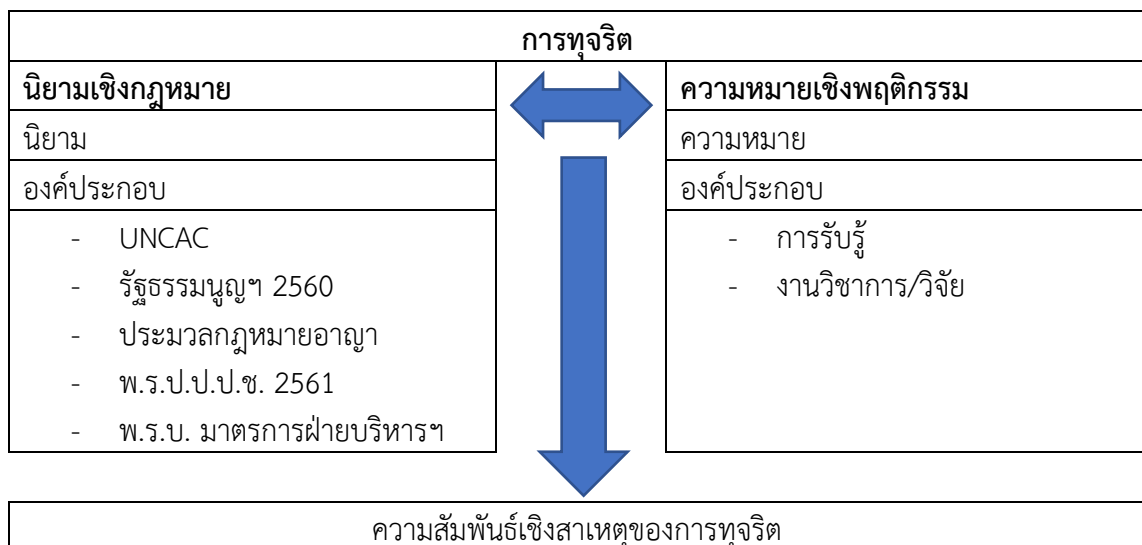 การทุจริต
นิยามเชิงกฎหมาย
ความหมายเชิงพฤติกรรม
นิยาม
ความหมาย
องค์ประกอบ
องค์ประกอบ
- UNCAC
- รัฐธรรมนูญฯ 2560
- ประมวลกฎหมายอาญา
- พ.ร.ป.ป.ป.ช. 2561
- พ.ร.บ. มาตรการฝ่ายบริหารฯ
- การรับรู้
- งานวิชาการ/วิจัย
ความสัมพันธ์เชิงสาเหตุของการทุจริต